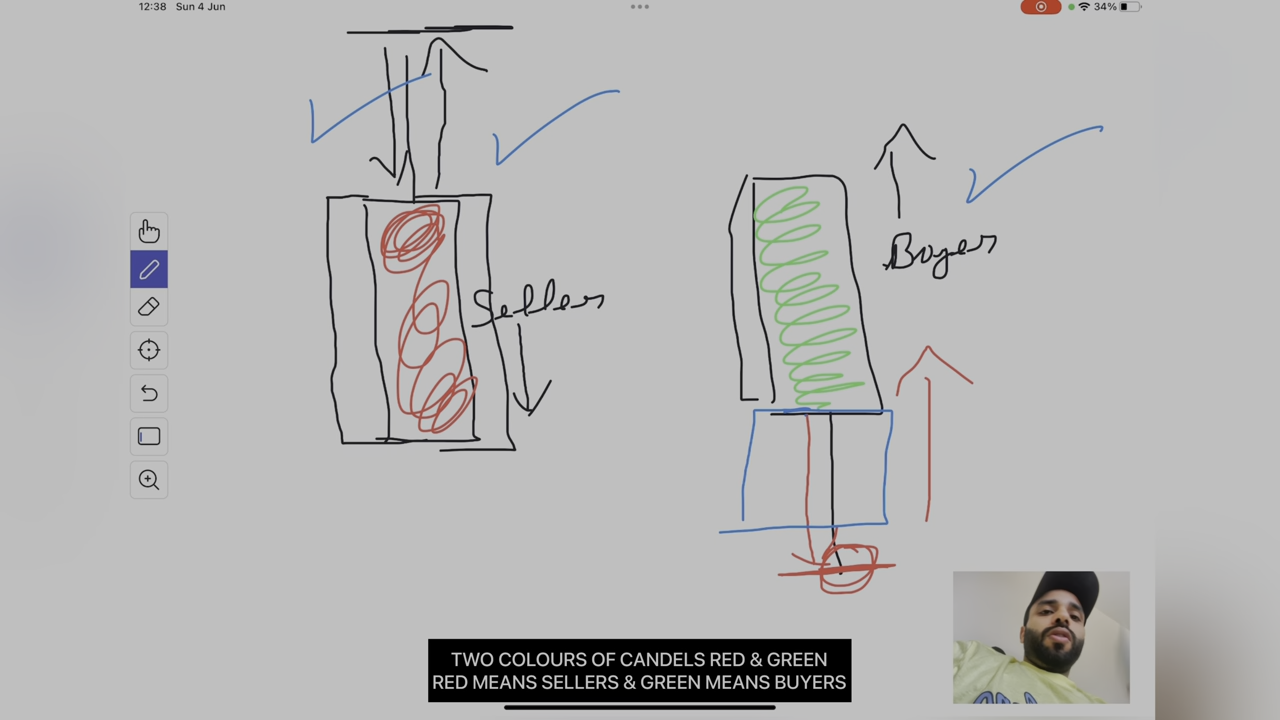 12:38 Sun 4 Jun
34%
Sellers
Boyers
TWO COLOURS OF CANDELS RED & GREEN
RED MEANS SELLERS & GREEN MEANS BUYERS